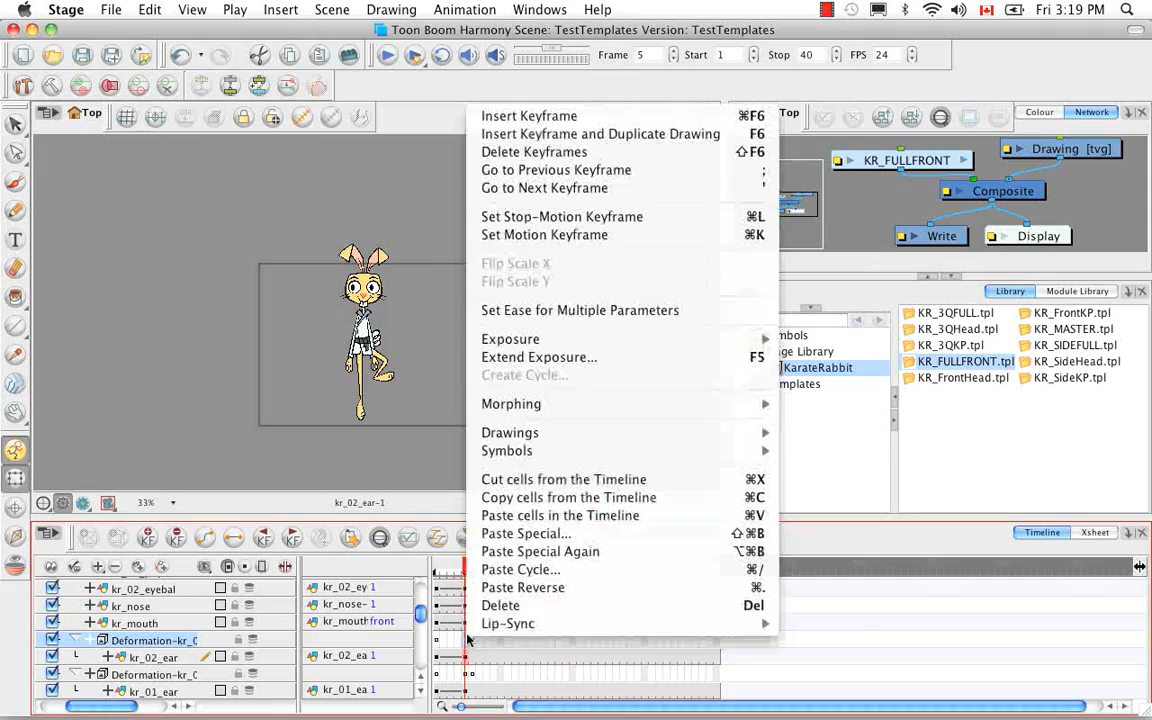 Stage File Edit View Play Insert Scene Drawing Animation Windows Help Fri 3:19 PM
Toon Boom Harmony Scene: TestTemplates Version: TestTemplates
Frame 5 Start 1 Stop 40 FPS 24
Top
Top
Colour Network
KR_FULLFRONT
Drawing [tvg]
Composite
Write
Display
Library Module Library
KR_3QFULL.tpl KR_FrontKP.tpl
KR_3QHead.tpl KR_MASTER.tpl
KR_3QKP.tpl KR_SIDEFULL.tpl
KR_FULLFRONT.tpl KR_SideHead.tpl
KR_FrontHead.tpl KR_SideKP.tpl
KarateRabbit
Insert Keyframe ⌘F6
Insert Keyframe and Duplicate Drawing F6
Delete Keyframes ⇧F6
Go to Previous Keyframe ;
Go to Next Keyframe '
Set Stop-Motion Keyframe ⌘L
Set Motion Keyframe ⌘K
Flip Scale X
Flip Scale Y
Set Ease for Multiple Parameters
Exposure
Extend Exposure... F5
Create Cycle...
Morphing
Drawings
Symbols
Cut cells from the Timeline ⌘X
Copy cells from the Timeline ⌘C
Paste cells in the Timeline ⌘V
Paste Special... ⇧⌘B
Paste Special Again ⌥⌘B
Paste Cycle... ⌘/
Paste Reverse ⌘.
Delete Del
Lip-Sync
33% kr_02_ear-1
Timeline Xsheet
kr_02_eyebal kr_02_ey 1
kr_nose kr_nose- 1
kr_mouth kr_mouth front
Deformation-kr_0
kr_02_ear kr_02_ea 1
Deformation-kr_0
kr_01_ear kr_01_ea 1